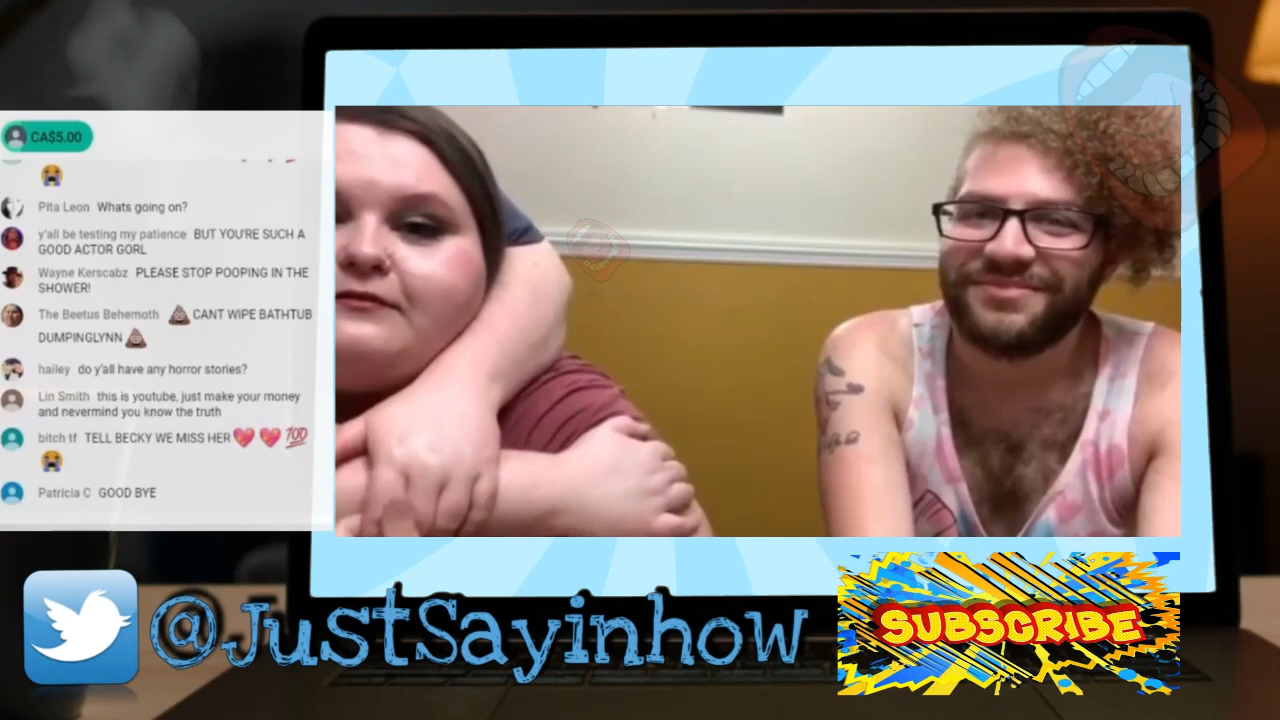 CA$5.00
Pita Leon Whats going on?
y'all be testing my patience BUT YOU'RE SUCH A
GOOD ACTOR GORL
Wayne Kerscabz PLEASE STOP POOPING IN THE
SHOWER!
The Beetus Behemoth 💩 CANT WIPE BATHTUB
DUMPINGLYNN 💩
hailey do y'all have any horror stories?
Lin Smith this is youtube, just make your money
and nevermind you know the truth
bitch tf TELL BECKY WE MISS HER 💖 💖 💯
😭
Patricia C GOOD BYE
@JustSayinhow
SUBSCRIBE